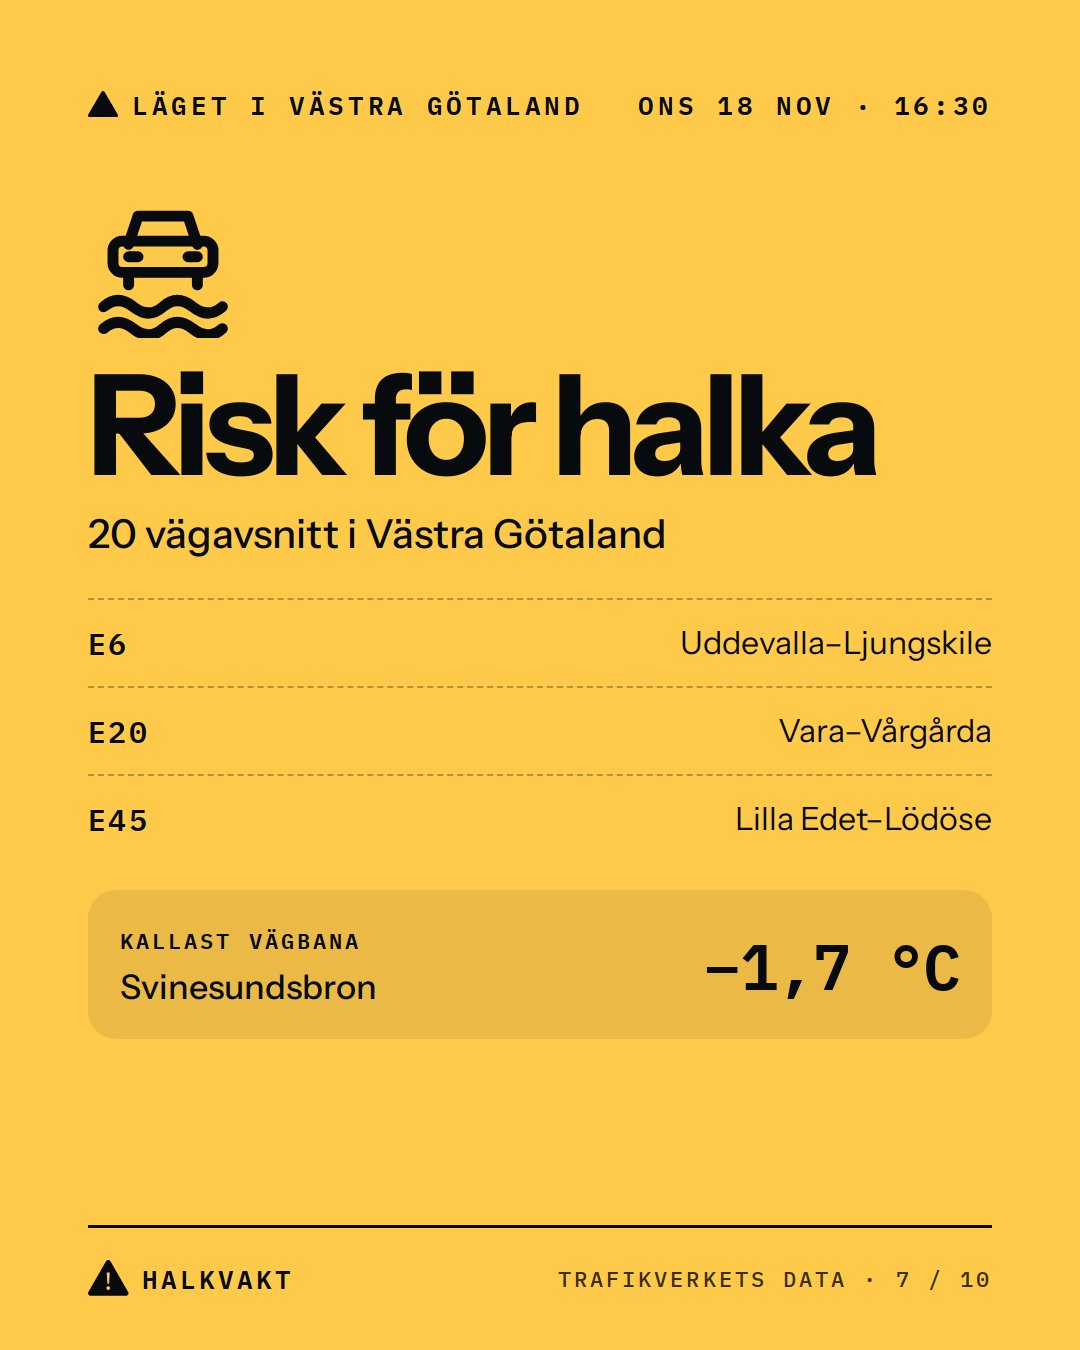 LÄGET I VÄSTRA GÖTALAND ONS 18 NOV · 16:30
Risk för halka
20 vägavsnitt i Västra Götaland
E6 Uddevalla–Ljungskile
E20 Vara–Vårgårda
E45 Lilla Edet–Lödöse
KALLAST VÄGBANA
Svinesundsbron
−1,7 °C
! HALKVAKT TRAFIKVERKETS DATA · 7 / 10